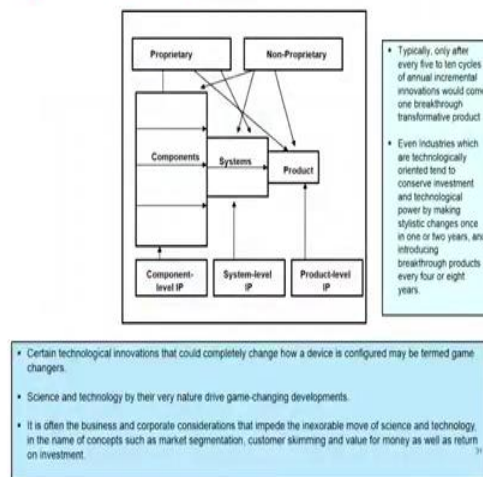 Proprietary
Non-Proprietary
Components
Systems
Product
Component-
level IP
System-level
IP
Product-level
IP
• Typically, only after
every five to ten cycles
of annual incremental
innovations would come
one breakthrough
transformative product
• Even Industries which
are technologically
oriented tend to
conserve investment
and technological
power by making
stylistic changes once
in one or two years, and
introducing
breakthrough products
every four or eight
years.
• Certain technological innovations that could completely change how a device is configured may be termed game
changers.
• Science and technology by their very nature drive game-changing developments.
• It is often the business and corporate considerations that impede the inexorable move of science and technology,
in the name of concepts such as market segmentation, customer skimming and value for money as well as return
on investment.